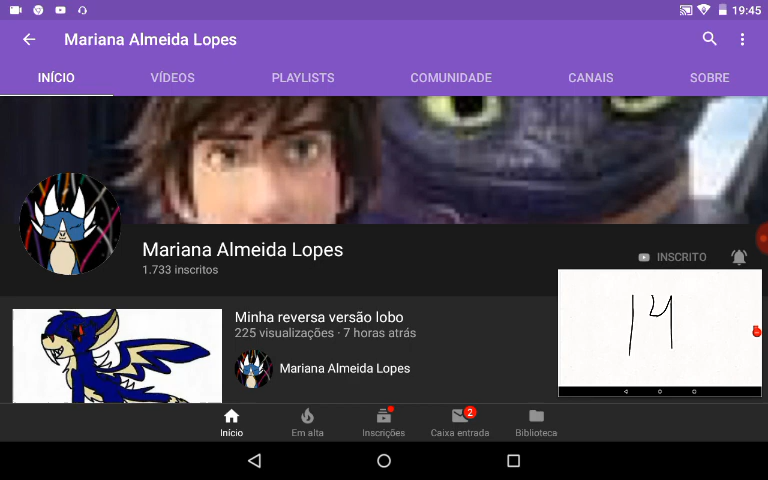 19:45
Mariana Almeida Lopes
INÍCIO VÍDEOS PLAYLISTS COMUNIDADE CANAIS SOBRE
Mariana Almeida Lopes
1.733 inscritos
INSCRITO
14
Minha reversa versão lobo
225 visualizações · 7 horas atrás
Mariana Almeida Lopes
2
Início Em alta Inscrições Caixa entrada Biblioteca